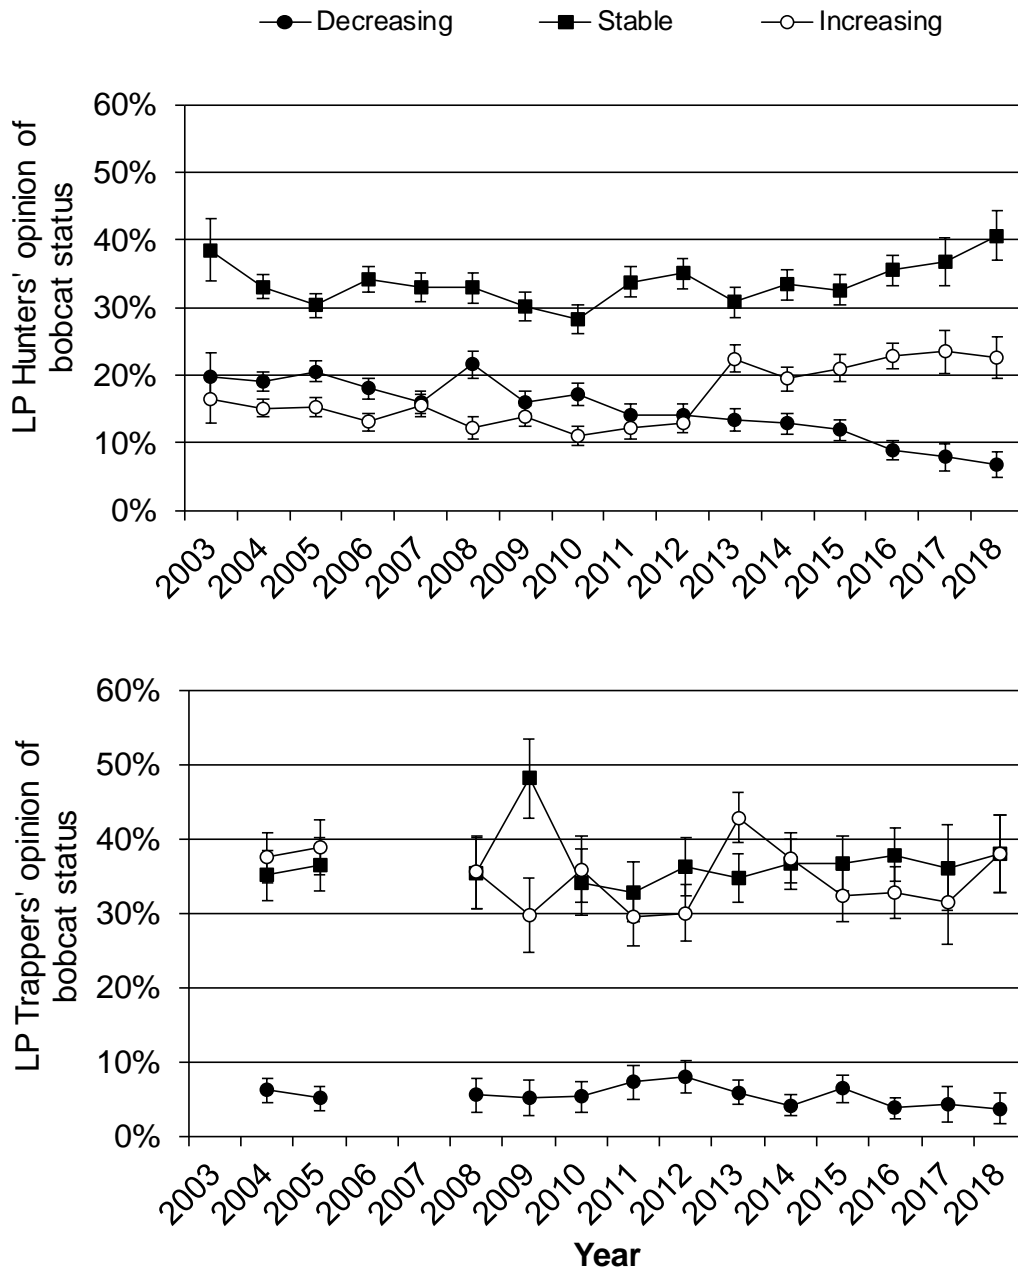 Decreasing Stable Increasing
LP Hunters' opinion of
bobcat status
60%
50%
40%
30%
20%
10%
0%
2003 2004 2005 2006 2007 2008 2009 2010 2011 2012 2013 2014 2015 2016 2017 2018
LP Trappers' opinion of
bobcat status
60%
50%
40%
30%
20%
10%
0%
2003 2004 2005 2006 2007 2008 2009 2010 2011 2012 2013 2014 2015 2016 2017 2018
Year